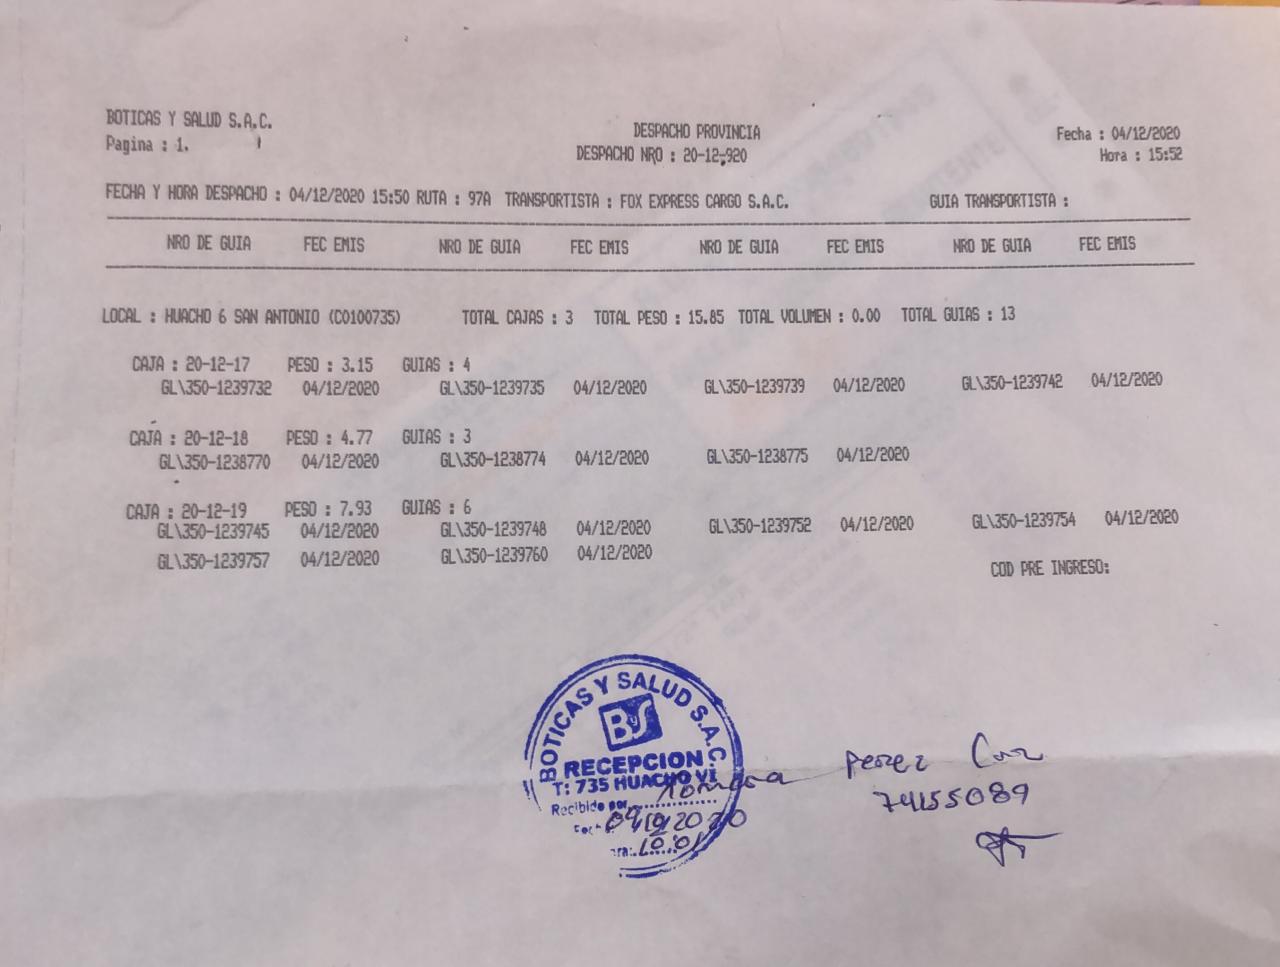 BOTICAS Y SALUD S.A.C.
Pagina : 1.
DESPACHO PROVINCIA
DESPACHO NRO : 20-12-920
Fecha : 04/12/2020
Hora : 15:52
FECHA Y HORA DESPACHO : 04/12/2020 15:50 RUTA : 97A TRANSPORTISTA : FOX EXPRESS CARGO S.A.C. GUIA TRANSPORTISTA :
NRO DE GUIA FEC EMIS NRO DE GUIA FEC EMIS NRO DE GUIA FEC EMIS NRO DE GUIA FEC EMIS
LOCAL : HUACHO 6 SAN ANTONIO (C0100735) TOTAL CAJAS : 3 TOTAL PESO : 15.85 TOTAL VOLUMEN : 0.00 TOTAL GUIAS : 13
CAJA : 20-12-17 PESO : 3.15 GUIAS : 4
GL\350-1239732 04/12/2020 GL\350-1239735 04/12/2020 GL\350-1239739 04/12/2020 GL\350-1239742 04/12/2020
CAJA : 20-12-18 PESO : 4.77 GUIAS : 3
GL\350-1238770 04/12/2020 GL\350-1238774 04/12/2020 GL\350-1238775 04/12/2020
CAJA : 20-12-19 PESO : 7.93 GUIAS : 6
GL\350-1239745 04/12/2020 GL\350-1239748 04/12/2020 GL\350-1239752 04/12/2020 GL\350-1239754 04/12/2020
GL\350-1239757 04/12/2020 GL\350-1239760 04/12/2020
COD PRE INGRESO:
BOTICAS Y SALUD S.A.C.
ByS
RECEPCION
T: 735 HUACHO VI
Recibido por
Perez
74155089